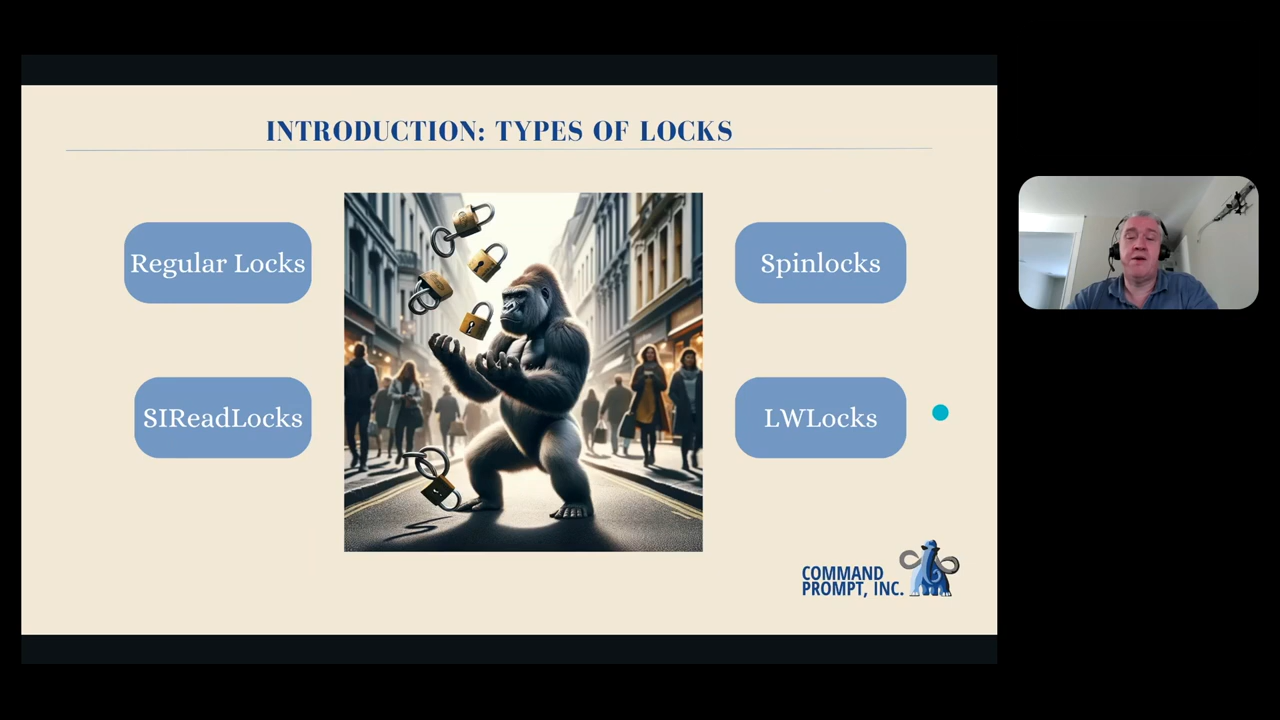 INTRODUCTION: TYPES OF LOCKS
Regular Locks
Spinlocks
SIReadLocks
LWLocks
COMMAND
PROMPT, INC.